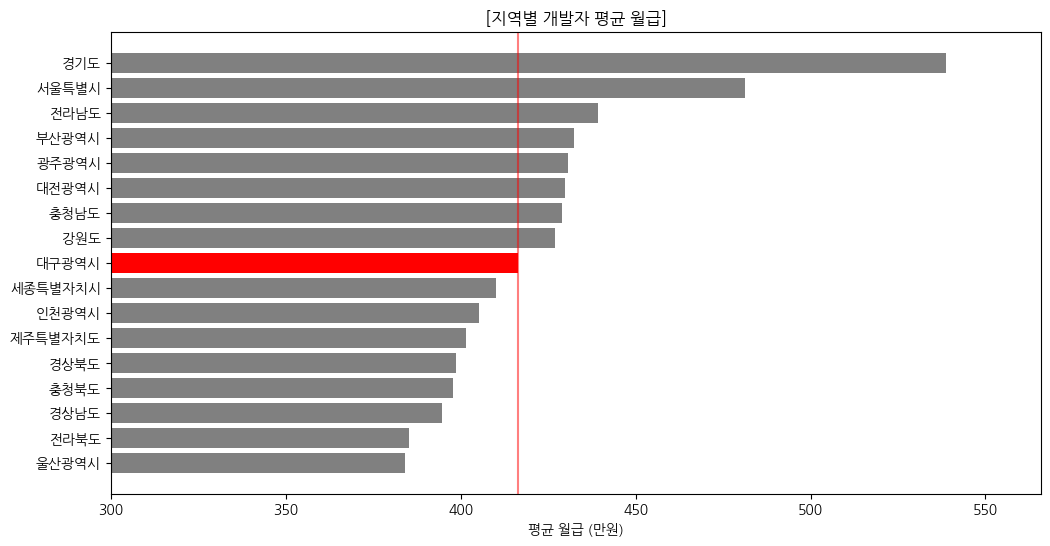 [지역별 개발자 평균 월급]
경기도
서울특별시
전라남도
부산광역시
광주광역시
대전광역시
충청남도
강원도
대구광역시
세종특별자치시
인천광역시
제주특별자치도
경상북도
충청북도
경상남도
전라북도
울산광역시
300 350 400 450 500 550
평균 월급 (만원)